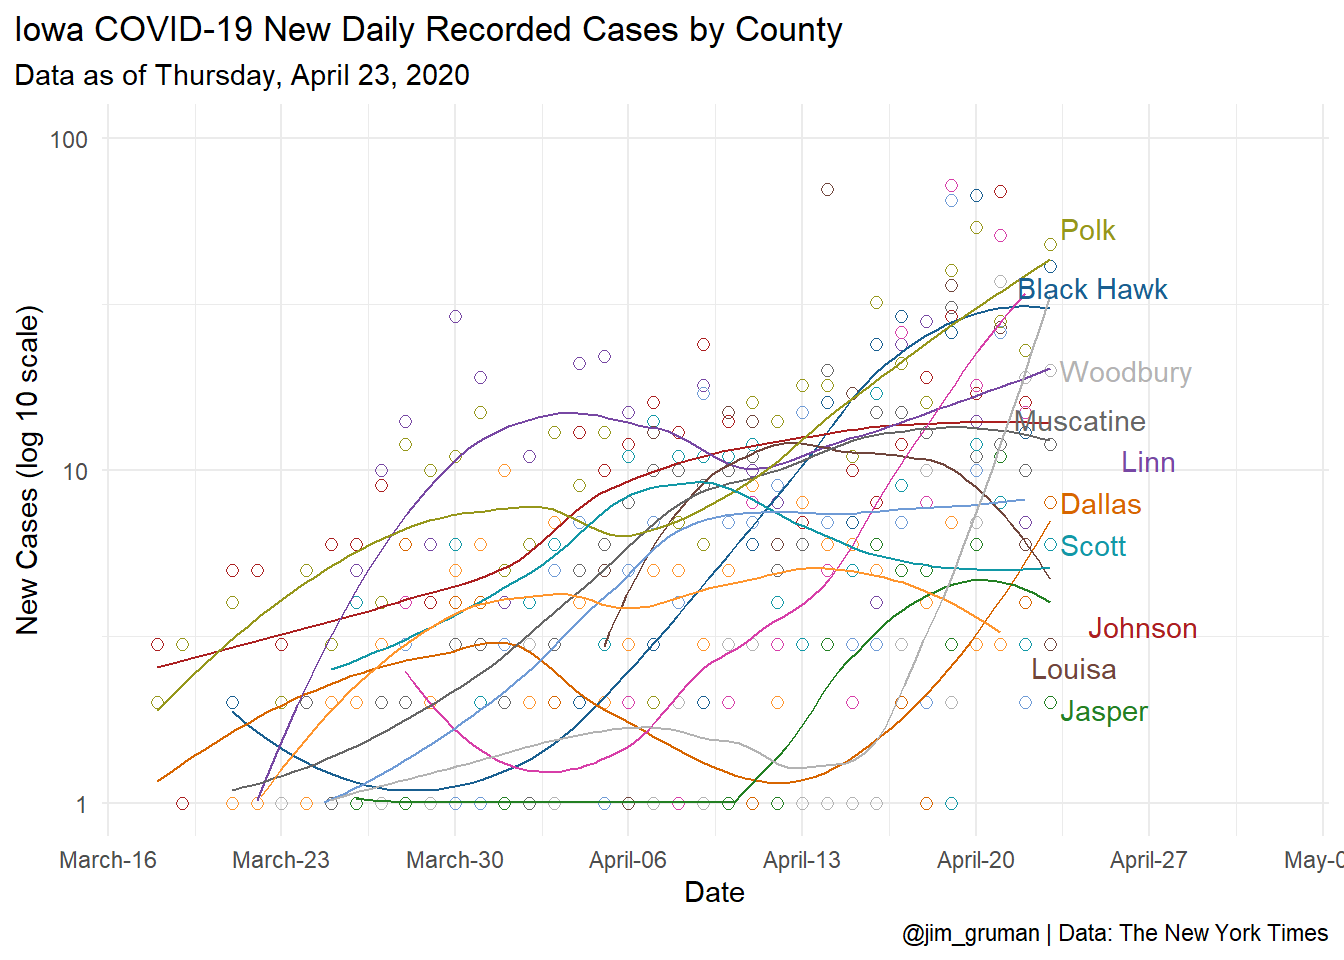 Iowa COVID-19 New Daily Recorded Cases by County
Data as of Thursday, April 23, 2020
100
10
1
New Cases (log 10 scale)
Polk
Black Hawk
Woodbury
Muscatine
Linn
Dallas
Scott
Johnson
Louisa
Jasper
March-16 March-23 March-30 April-06 April-13 April-20 April-27 May-0
Date
@jim_gruman | Data: The New York Times